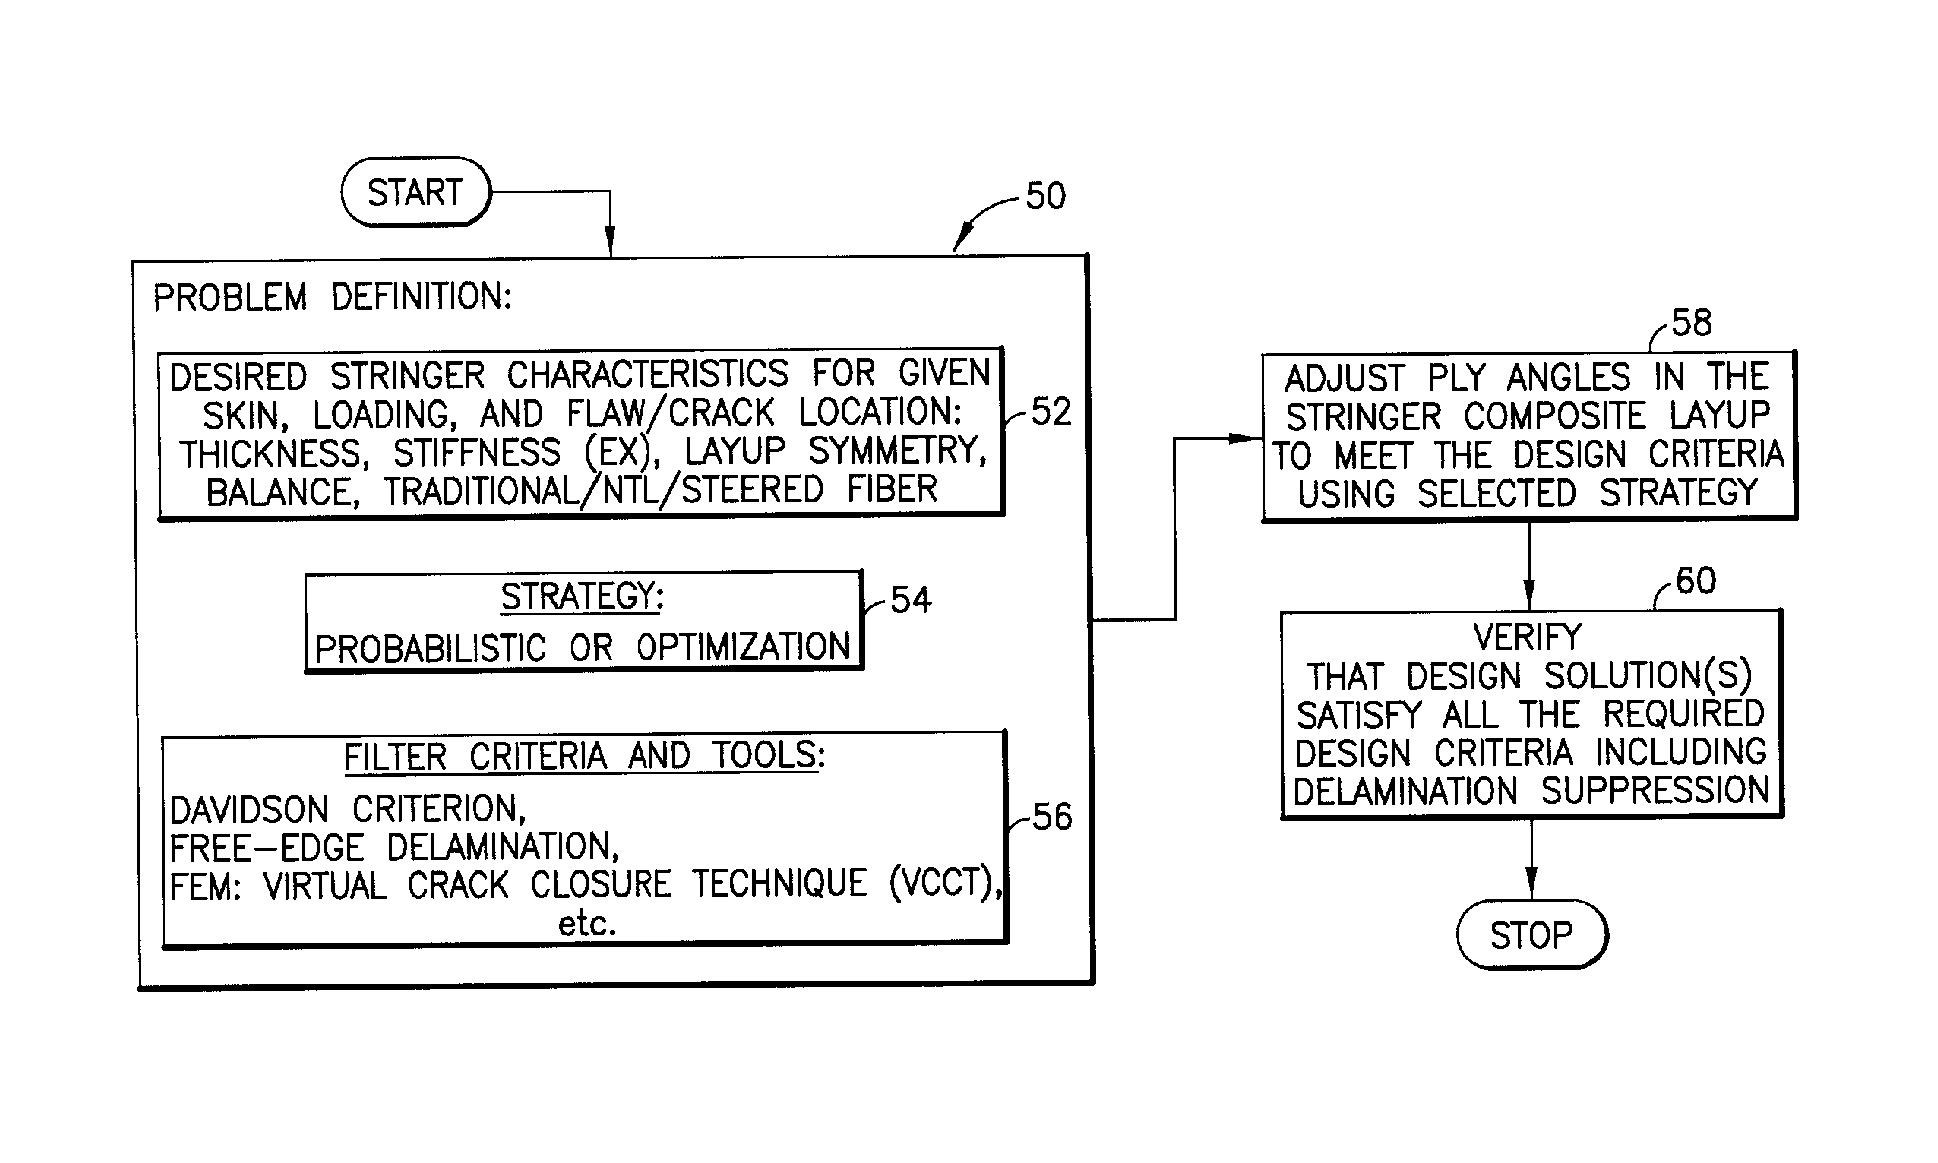 START
50
PROBLEM DEFINITION:
DESIRED STRINGER CHARACTERISTICS FOR GIVEN
SKIN, LOADING, AND FLAW/CRACK LOCATION:
THICKNESS, STIFFNESS (EX), LAYUP SYMMETRY,
BALANCE, TRADITIONAL/NTL/STEERED FIBER
52
STRATEGY:
PROBABILISTIC OR OPTIMIZATION
54
FILTER CRITERIA AND TOOLS:
DAVIDSON CRITERION,
FREE-EDGE DELAMINATION,
FEM: VIRTUAL CRACK CLOSURE TECHNIQUE (VCCT),
etc.
56
58
ADJUST PLY ANGLES IN THE
STRINGER COMPOSITE LAYUP
TO MEET THE DESIGN CRITERIA
USING SELECTED STRATEGY
60
VERIFY
THAT DESIGN SOLUTION(S)
SATISFY ALL THE REQUIRED
DESIGN CRITERIA INCLUDING
DELAMINATION SUPPRESSION
STOP